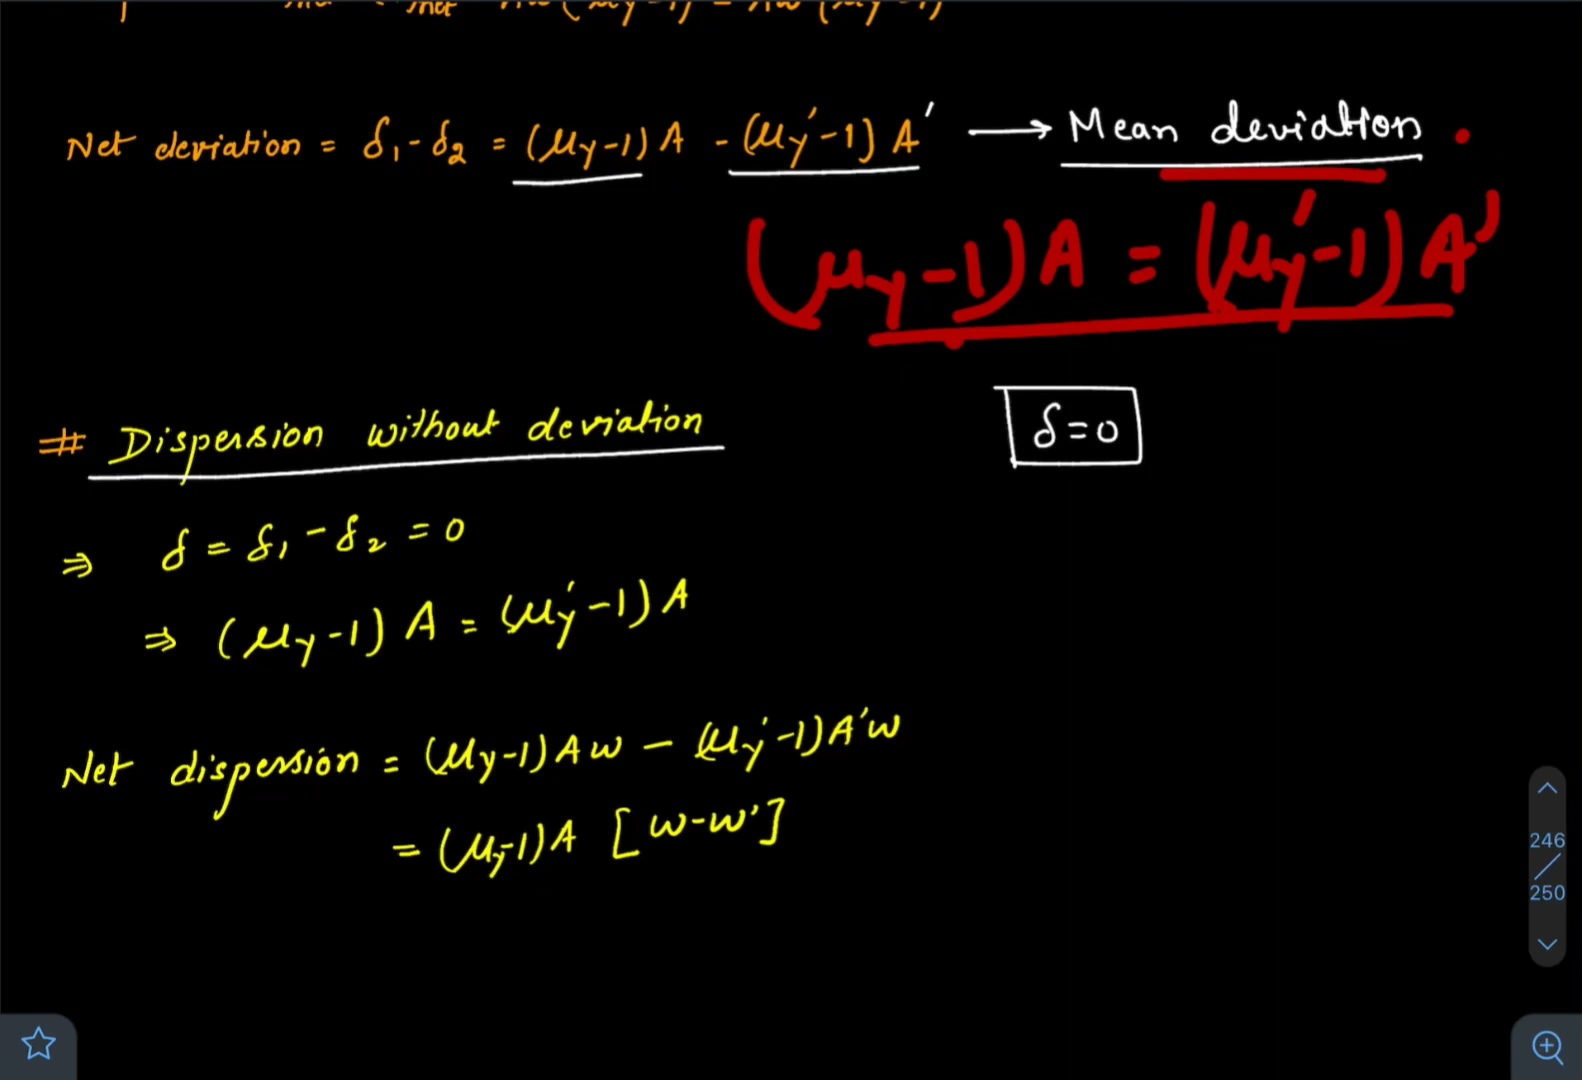 Net deviation = δ₁ - δ₂ = (μy-1) A - (μy'-1) A' → Mean deviation .
(μy-1) A = (μy'-1) A'
# Dispersion without deviation
δ=0
⇒ δ = δ₁ - δ₂ = 0
⇒ (μy-1) A = (μy'-1) A
Net dispersion = (μy-1) A w - (μy'-1) A'w
= (μy-1) A [w-w']
246
/
250